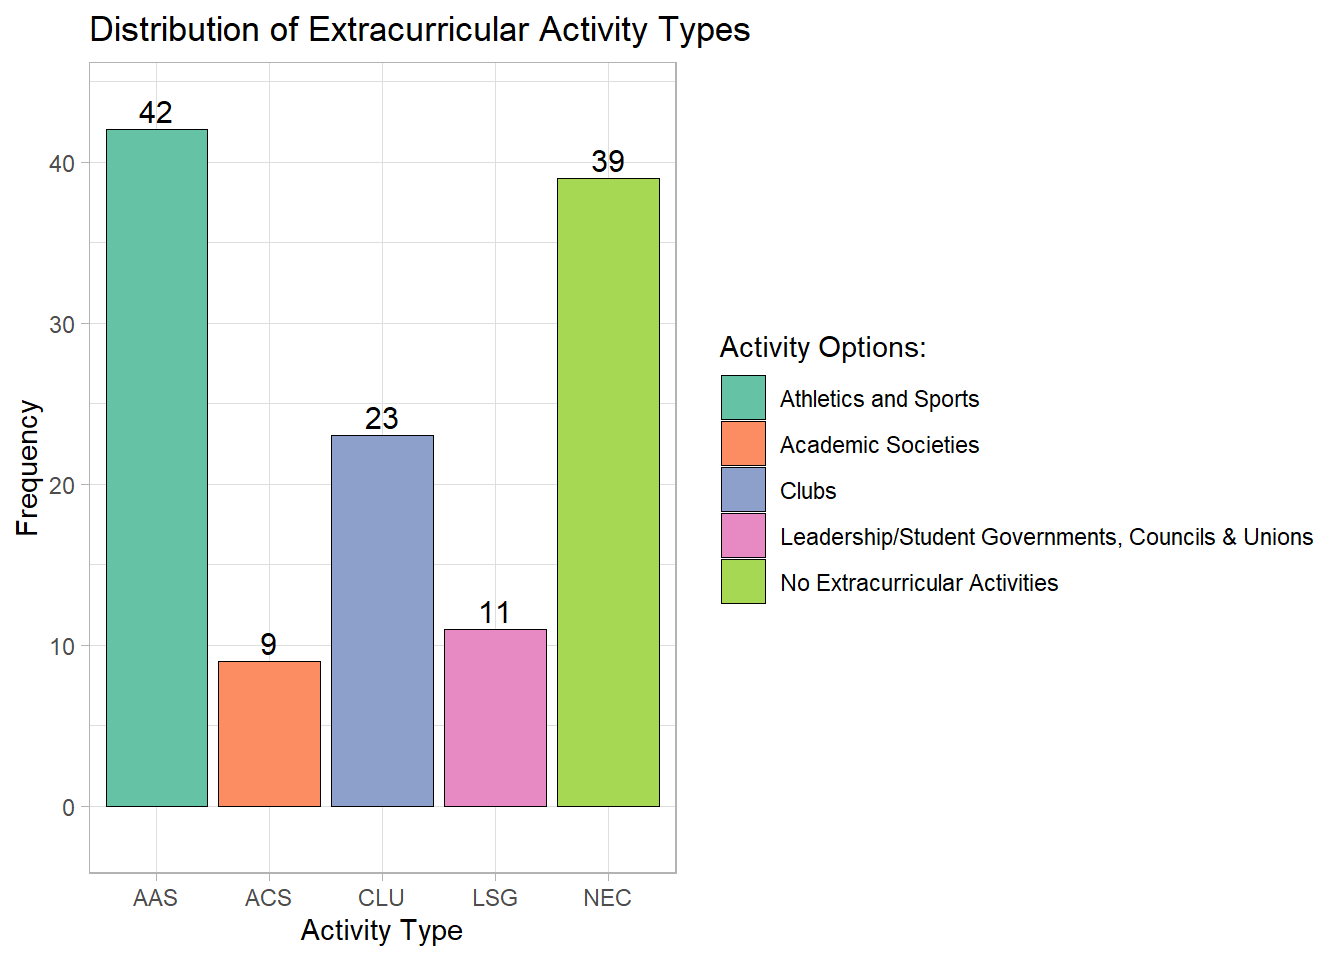 Distribution of Extracurricular Activity Types
42
39
23
11
9
40
30
20
10
0
Frequency
AAS ACS CLU LSG NEC
Activity Type
Activity Options:
Athletics and Sports
Academic Societies
Clubs
Leadership/Student Governments, Councils & Unions
No Extracurricular Activities